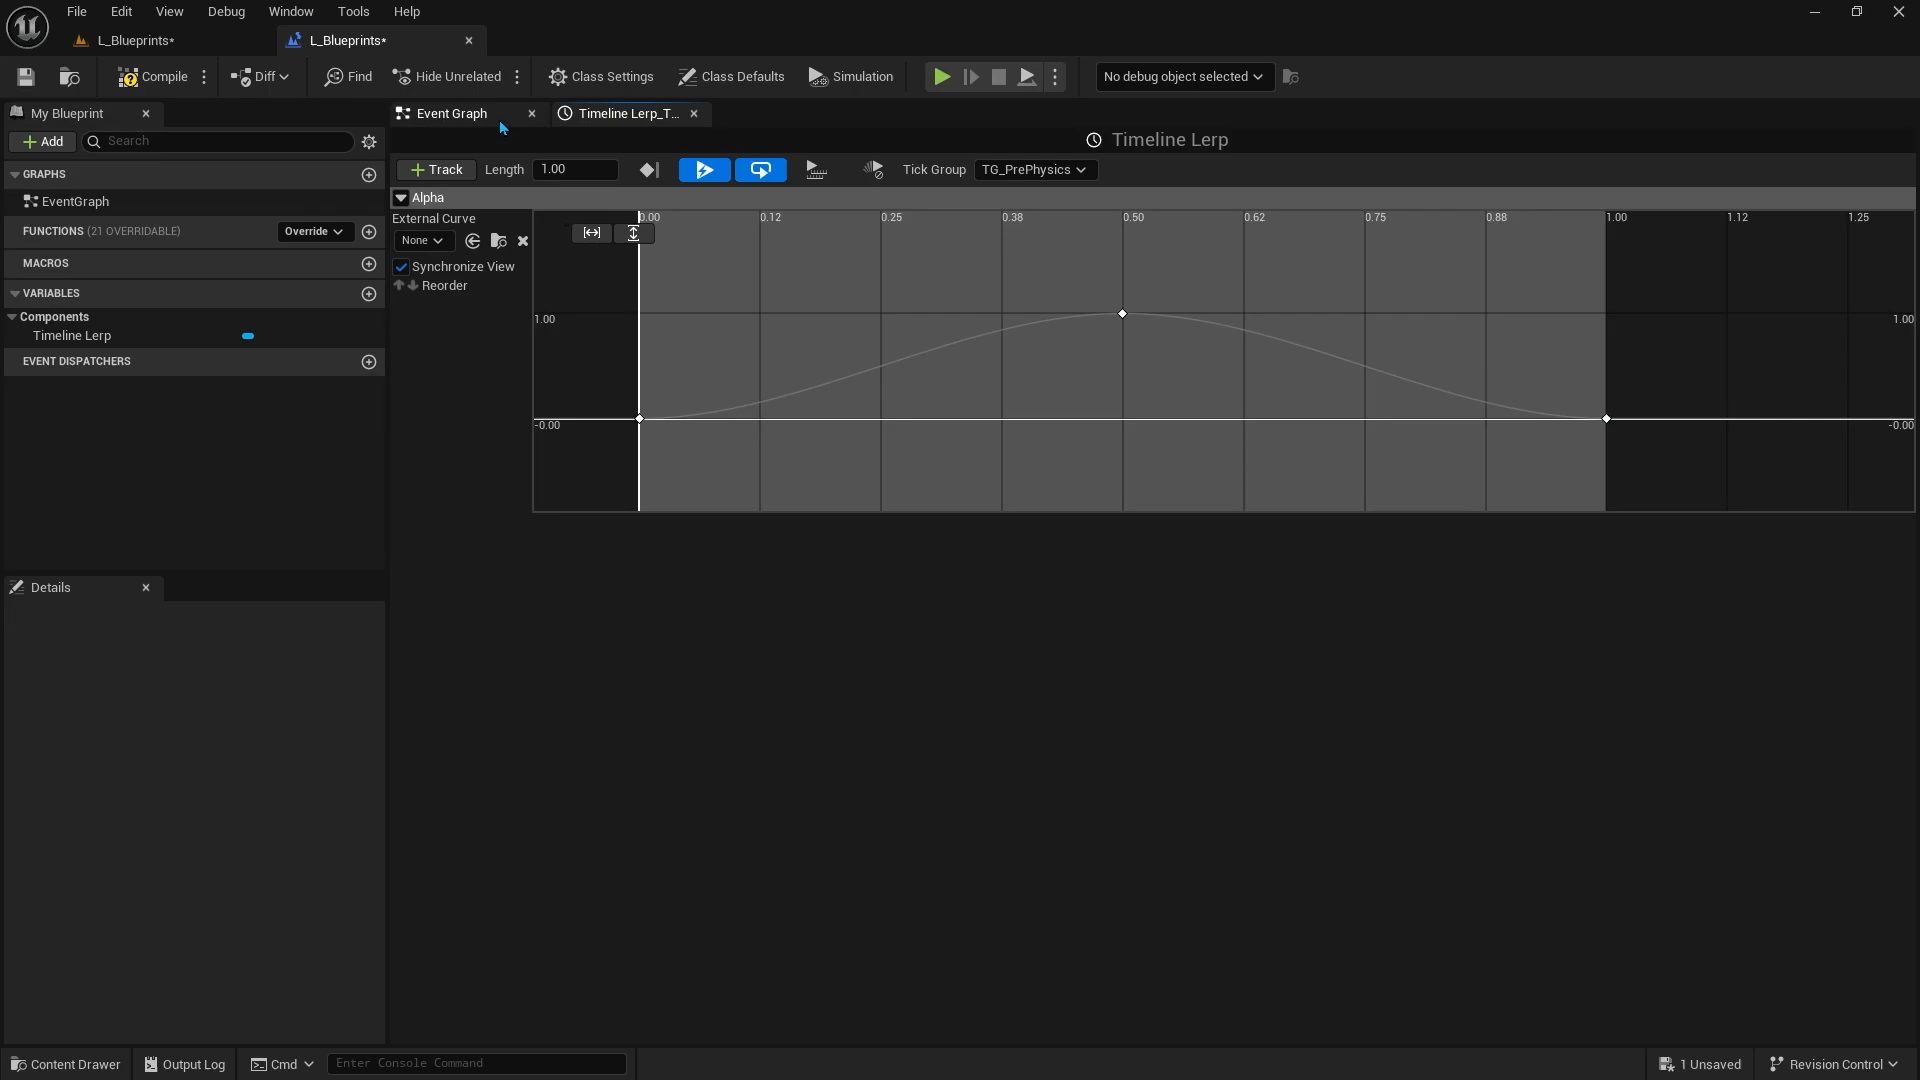 File Edit View Debug Window Tools Help
L_Blueprints* L_Blueprints*
Compile Diff Find Hide Unrelated Class Settings Class Defaults Simulation No debug object selected
My Blueprint Event Graph Timeline Lerp_T...
Add Search Timeline Lerp
Track Length 1.00 Tick Group TG_PrePhysics
GRAPHS
Alpha
EventGraph
External Curve 0.00 0.12 0.25 0.38 0.50 0.62 0.75 0.88 1.00 1.12 1.25
FUNCTIONS (21 OVERRIDABLE) Override
None
MACROS
Synchronize View
Reorder
VARIABLES
Components
1.00 1.00
Timeline Lerp
EVENT DISPATCHERS
-0.00 -0.00
Details
Content Drawer Output Log Cmd Enter Console Command 1 Unsaved Revision Control